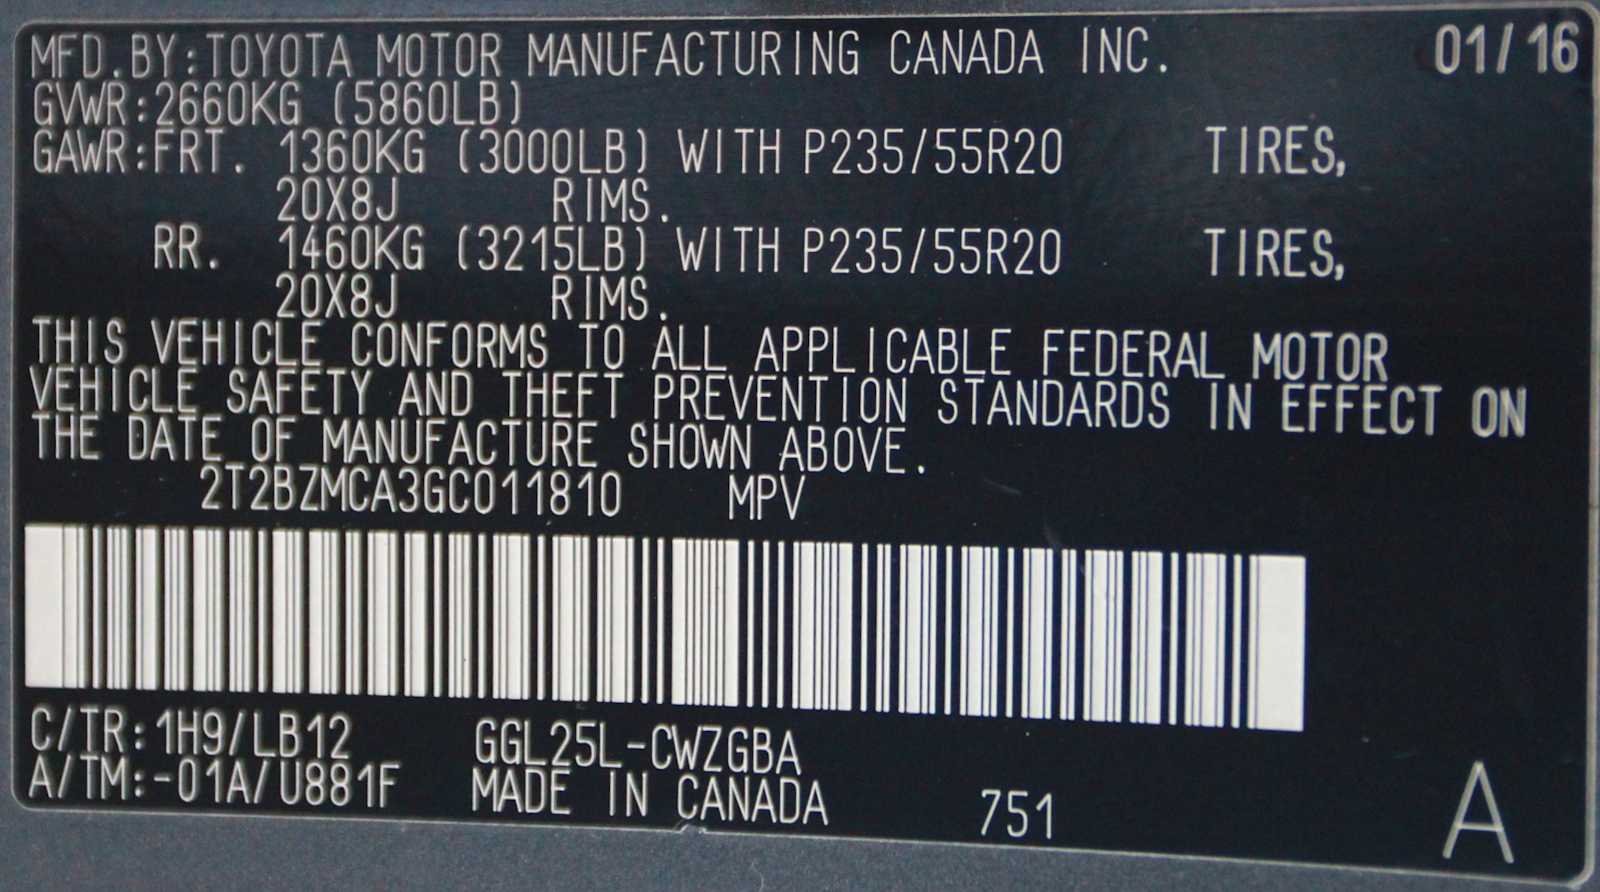 MFD.BY:TOYOTA MOTOR MANUFACTURING CANADA INC. 01/16
GVWR:2660KG (5860LB)
GAWR:FRT. 1360KG (3000LB) WITH P235/55R20 TIRES,
20X8J RIMS.
RR. 1460KG (3215LB) WITH P235/55R20 TIRES,
20X8J RIMS.
THIS VEHICLE CONFORMS TO ALL APPLICABLE FEDERAL MOTOR
VEHICLE SAFETY AND THEFT PREVENTION STANDARDS IN EFFECT ON
THE DATE OF MANUFACTURE SHOWN ABOVE.
2T2BZMCA3GC011810 MPV
C/TR:1H9/LB12 GGL25L-CWZGBA
A/TM:-01A/U881F MADE IN CANADA 751 A